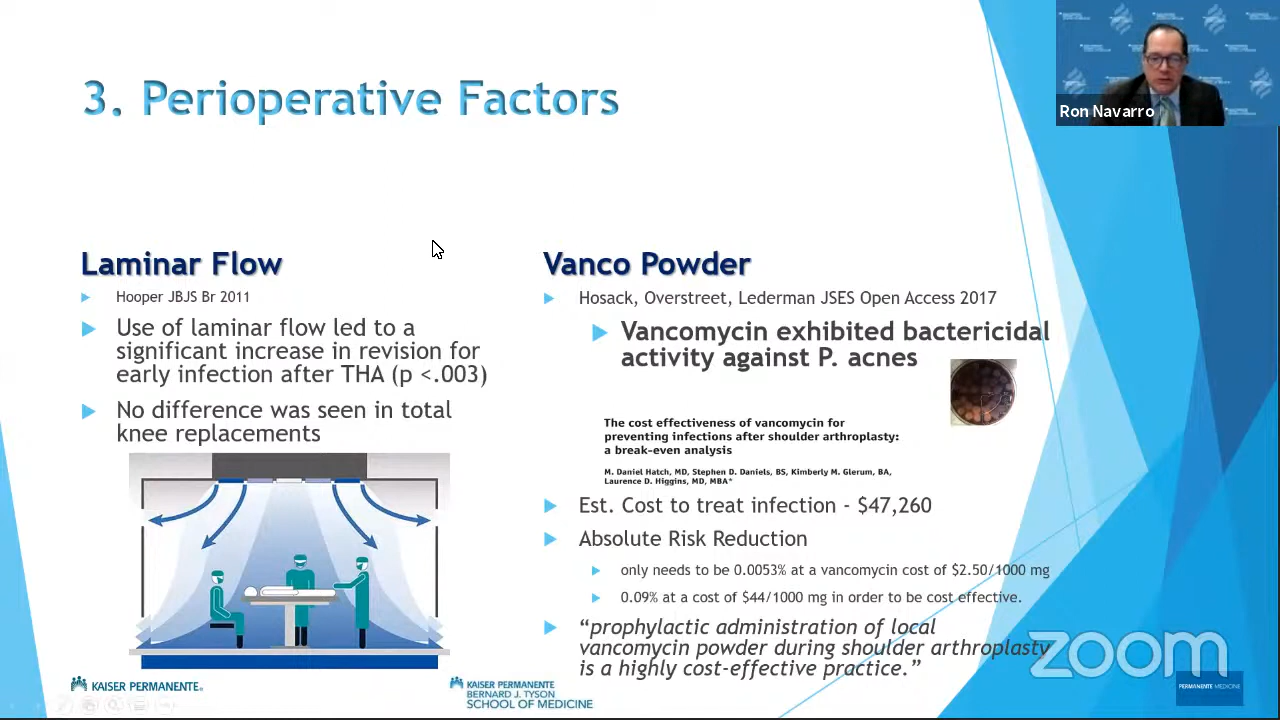 3. Perioperative Factors
Ron Navarro
Laminar Flow
Hooper JBJS Br 2011
Use of laminar flow led to a
significant increase in revision for
early infection after THA (p <.003)
No difference was seen in total
knee replacements
Vanco Powder
Hosack, Overstreet, Lederman JSES Open Access 2017
Vancomycin exhibited bactericidal
activity against P. acnes
The cost effectiveness of vancomycin for
preventing infections after shoulder arthroplasty:
a break-even analysis
M. Daniel Hatch, MD, Stephen D. Daniels, BS, Kimberly M. Glerum, BA,
Laurence D. Higgins, MD, MBA*
Est. Cost to treat infection - $47,260
Absolute Risk Reduction
only needs to be 0.0053% at a vancomycin cost of $2.50/1000 mg
0.09% at a cost of $44/1000 mg in order to be cost effective.
“prophylactic administration of local
vancomycin powder during shoulder arthroplasty
is a highly cost-effective practice.”
KAISER PERMANENTE®
KAISER PERMANENTE
BERNARD J. TYSON
SCHOOL OF MEDICINE
zoom
PERMANENTE MEDICINE